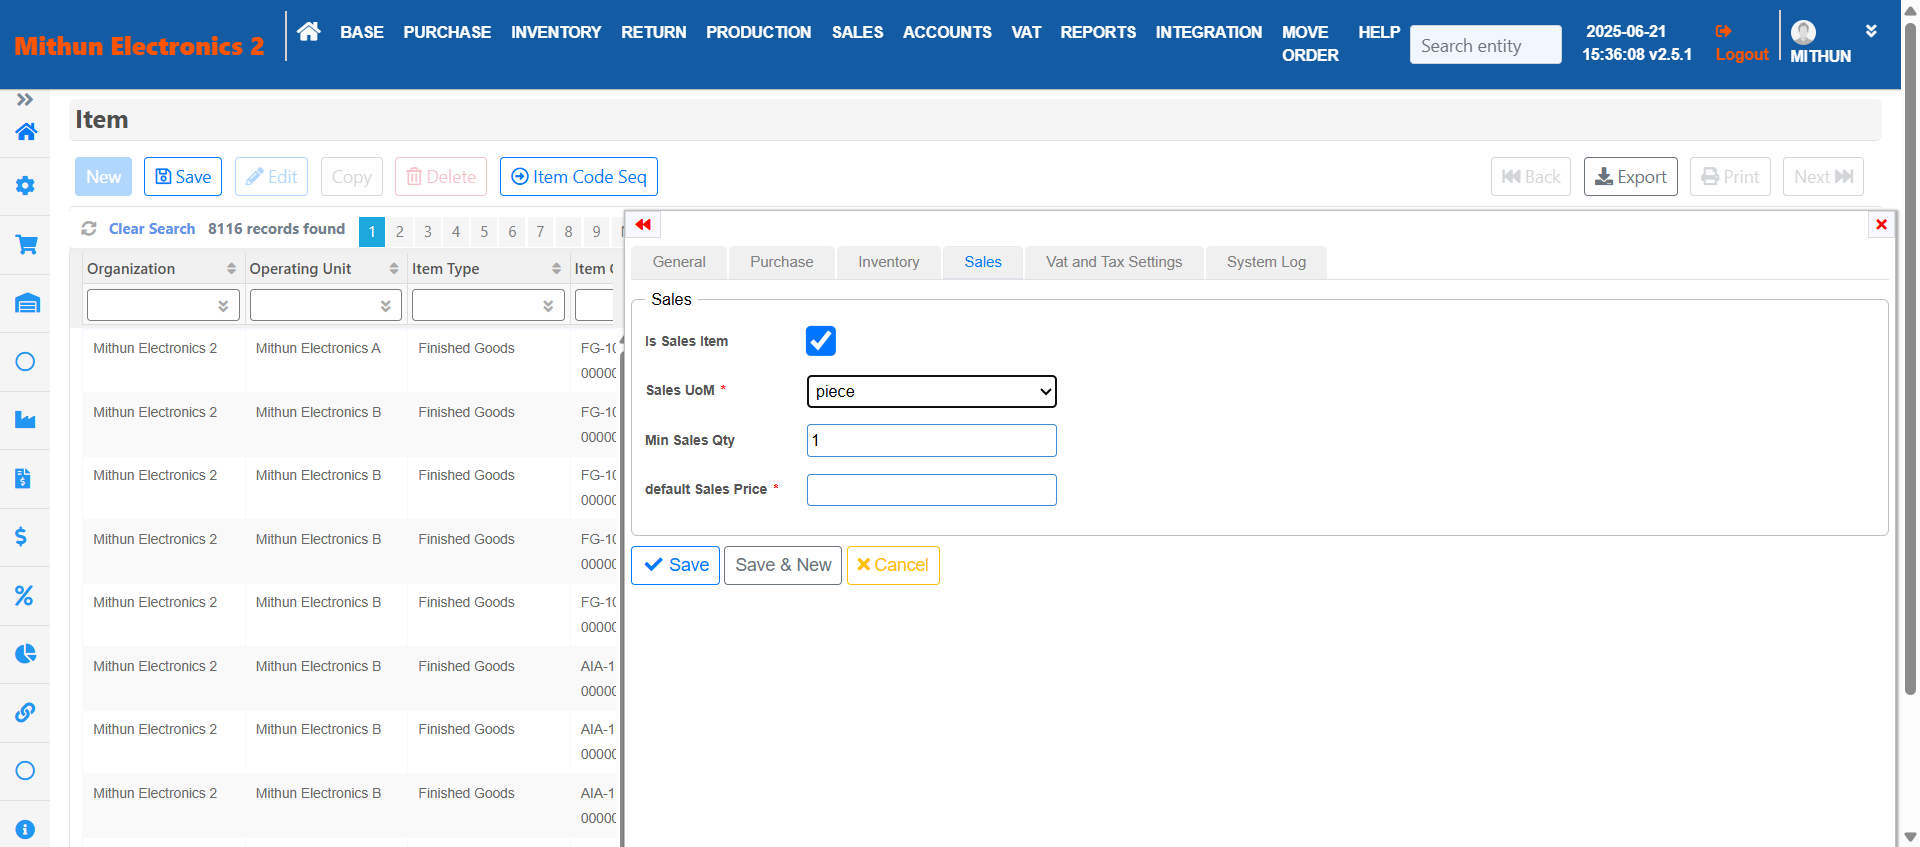 Mithun Electronics 2
BASE PURCHASE INVENTORY RETURN PRODUCTION SALES ACCOUNTS VAT REPORTS INTEGRATION MOVE ORDER HELP
Search entity
2025-06-21
15:36:08 v2.5.1
Logout
MITHUN
Item
New Save Edit Copy Delete Item Code Seq Back Export Print Next
Clear Search 8116 records found 1 2 3 4 5 6 7 8 9
Organization Operating Unit Item Type Item
Mithun Electronics 2 Mithun Electronics A Finished Goods FG-10
0000
Mithun Electronics 2 Mithun Electronics B Finished Goods FG-10
0000
Mithun Electronics 2 Mithun Electronics B Finished Goods FG-10
0000
Mithun Electronics 2 Mithun Electronics B Finished Goods FG-10
0000
Mithun Electronics 2 Mithun Electronics B Finished Goods FG-10
0000
Mithun Electronics 2 Mithun Electronics B Finished Goods AIA-1
0000
Mithun Electronics 2 Mithun Electronics B Finished Goods AIA-1
0000
Mithun Electronics 2 Mithun Electronics B Finished Goods AIA-1
0000
General Purchase Inventory Sales Vat and Tax Settings System Log
Sales
Is Sales Item
Sales UoM * piece
Min Sales Qty 1
default Sales Price *
Save Save & New Cancel